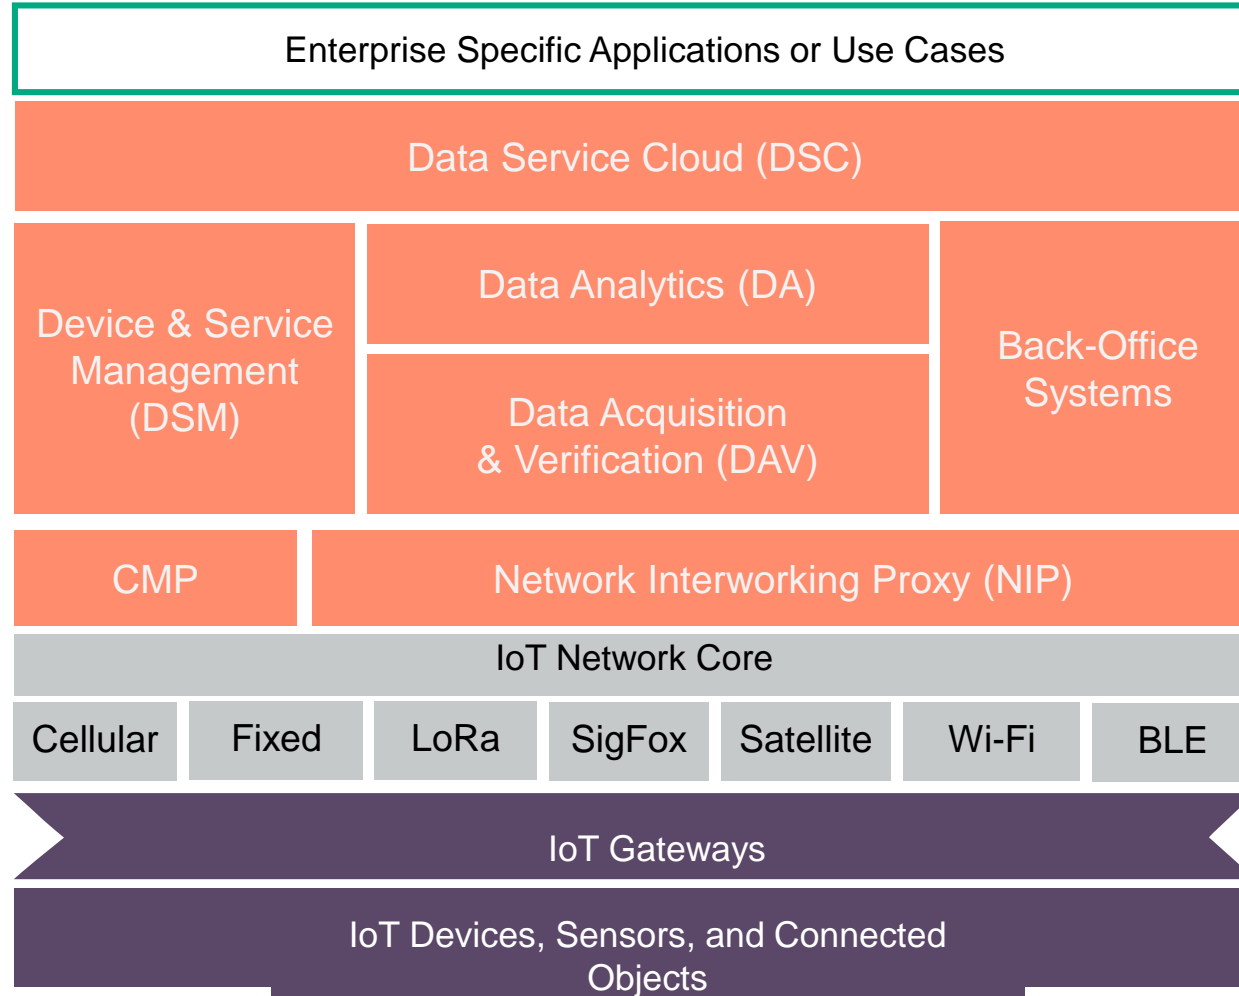 Enterprise Specific Applications or Use Cases
Data Service Cloud (DSC)
Device & Service
Management
(DSM)
Data Analytics (DA)
Data Acquisition
& Verification (DAV)
Back-Office
Systems
CMP
Network Interworking Proxy (NIP)
IoT Network Core
Cellular
Fixed
LoRa
SigFox
Satellite
Wi-Fi
BLE
IoT Gateways
IoT Devices, Sensors, and Connected
Objects